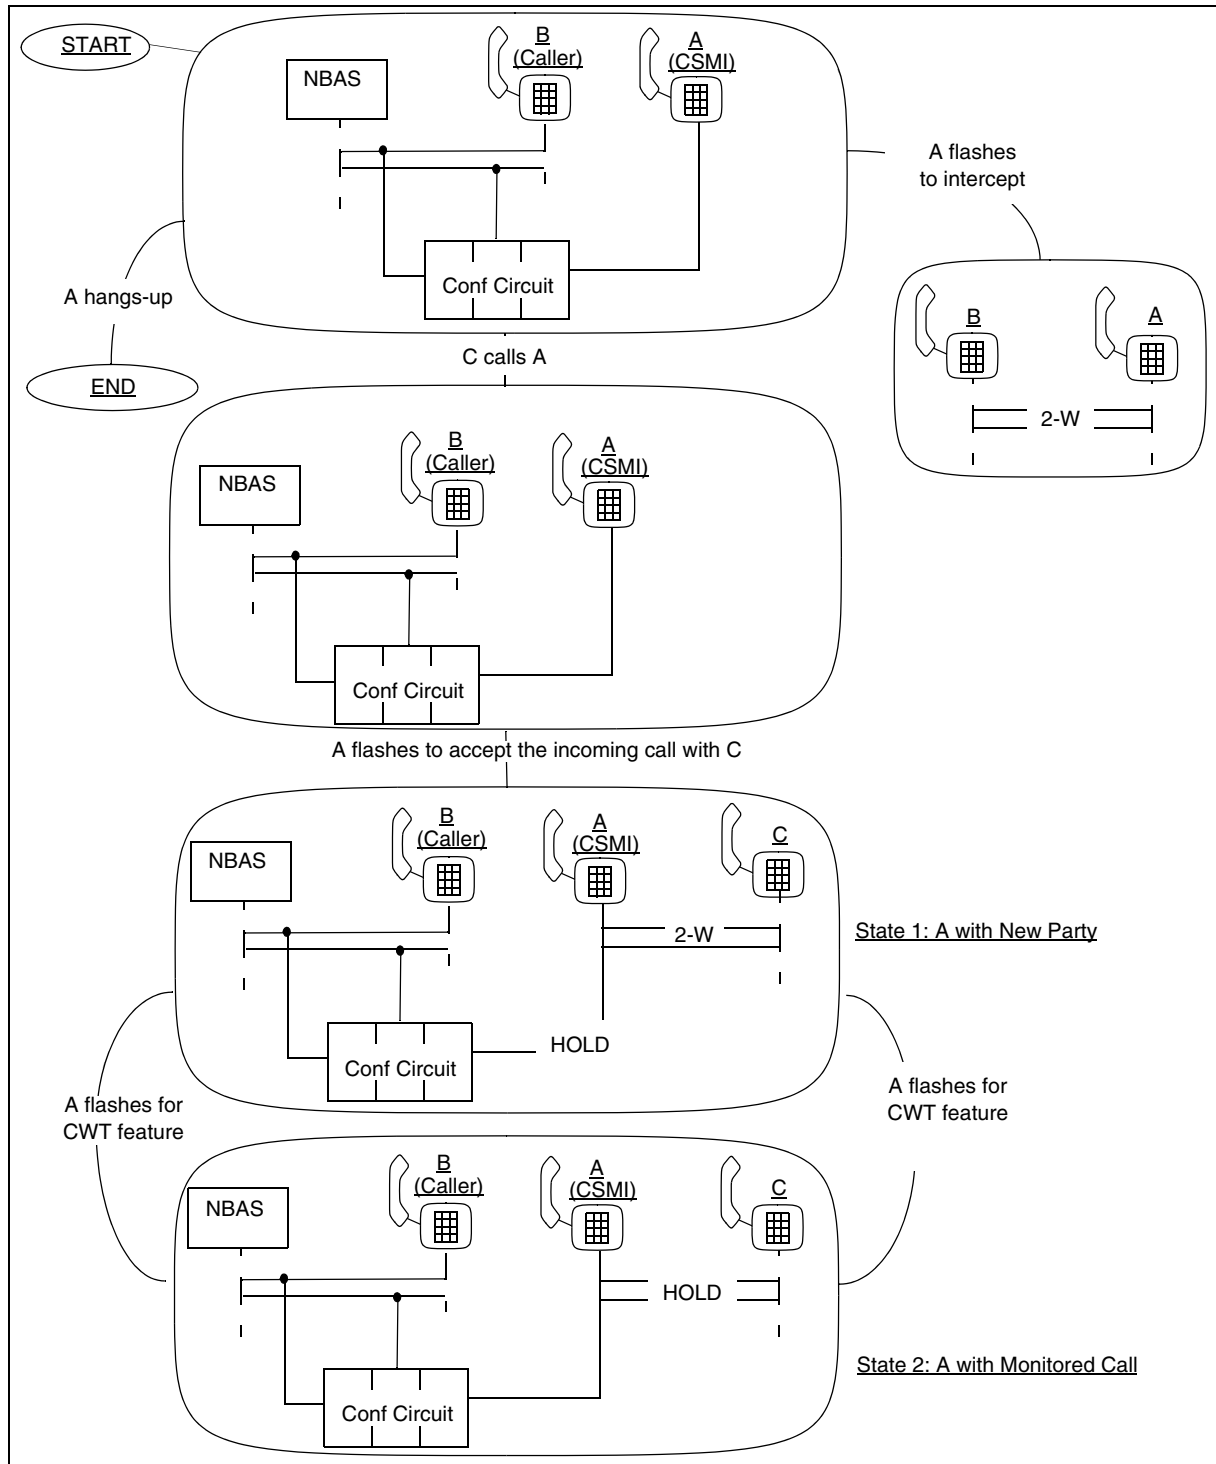 START
B
(Caller)
A
(CSMI)
NBAS
Conf Circuit
A flashes
to intercept
A hangs-up
END
B
A
2-W
C calls A
B
(Caller)
A
(CSMI)
NBAS
Conf Circuit
A flashes to accept the incoming call with C
B
(Caller)
A
(CSMI)
C
NBAS
2-W
State 1: A with New Party
HOLD
Conf Circuit
A flashes for
CWT feature
A flashes for
CWT feature
B
(Caller)
A
(CSMI)
C
NBAS
HOLD
State 2: A with Monitored Call
Conf Circuit